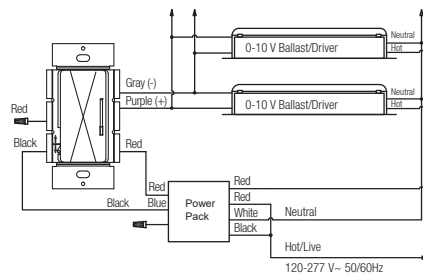 Neutral
0-10 V Ballast/Driver
Hot
Gray (-)
Neutral
Purple (+)
0-10 V Ballast/Driver
Hot
Red
Black
Red
Red
Red
Red
Black
Blue
Power
Pack
White
Neutral
Black
Hot/Live
120-277 V~ 50/60Hz